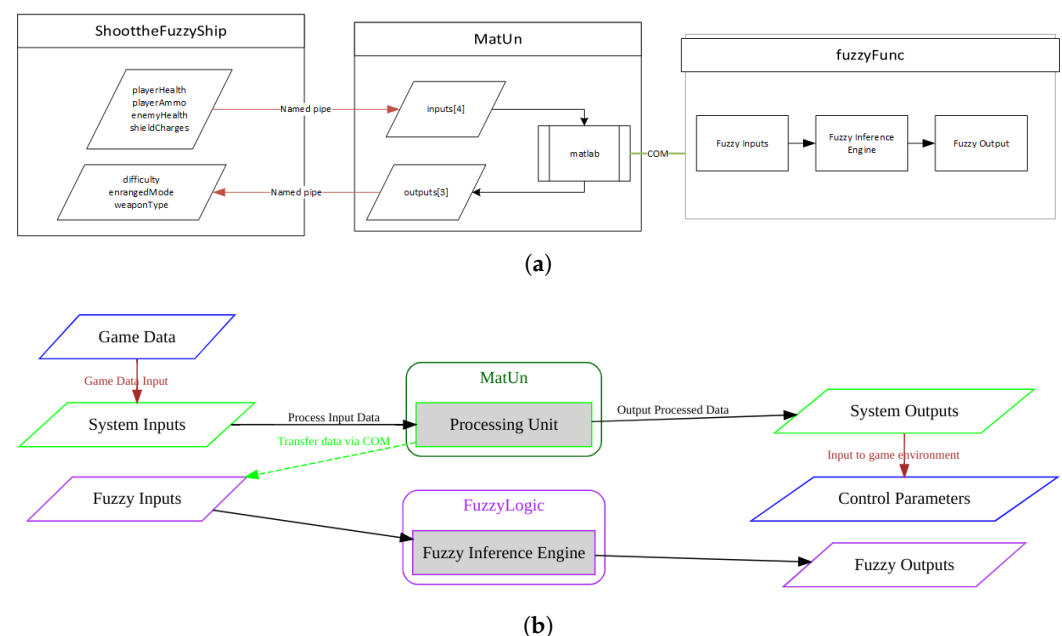 ShoottheFuzzyShip
MatUn
fuzzyFunc
playerHealth
playerAmmo
enemyHealth
shieldCharges
Named pipe
inputs[4]
matlab
COM
Fuzzy Inputs
Fuzzy Inference
Engine
Fuzzy Output
difficulty
enrangedMode
weaponType
Named pipe
outputs[3]
(a)
Game Data
Game Data Input
System Inputs
Process Input Data
MatUn
Processing Unit
Output Processed Data
System Outputs
Transfer data via COM
Input to game environment
Fuzzy Inputs
FuzzyLogic
Fuzzy Inference Engine
Control Parameters
Fuzzy Outputs
(b)